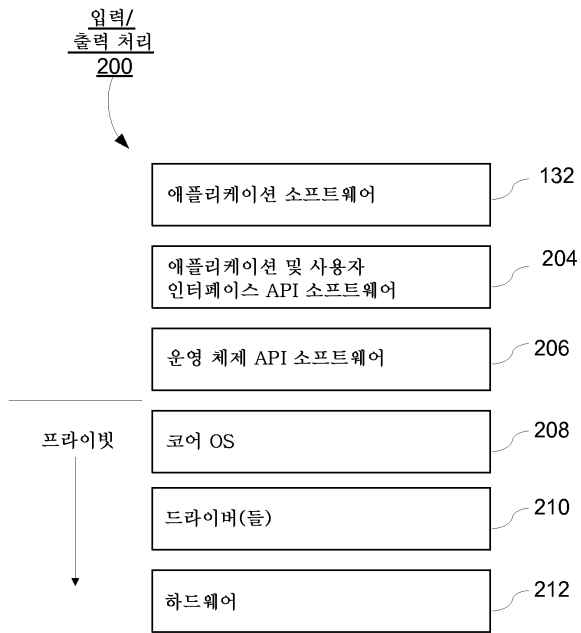 입력/
출력 처리
200
애플리케이션 소프트웨어
132
애플리케이션 및 사용자
인터페이스 API 소프트웨어
204
운영 체제 API 소프트웨어
206
프라이빗
코어 OS
208
드라이버(들)
210
하드웨어
212